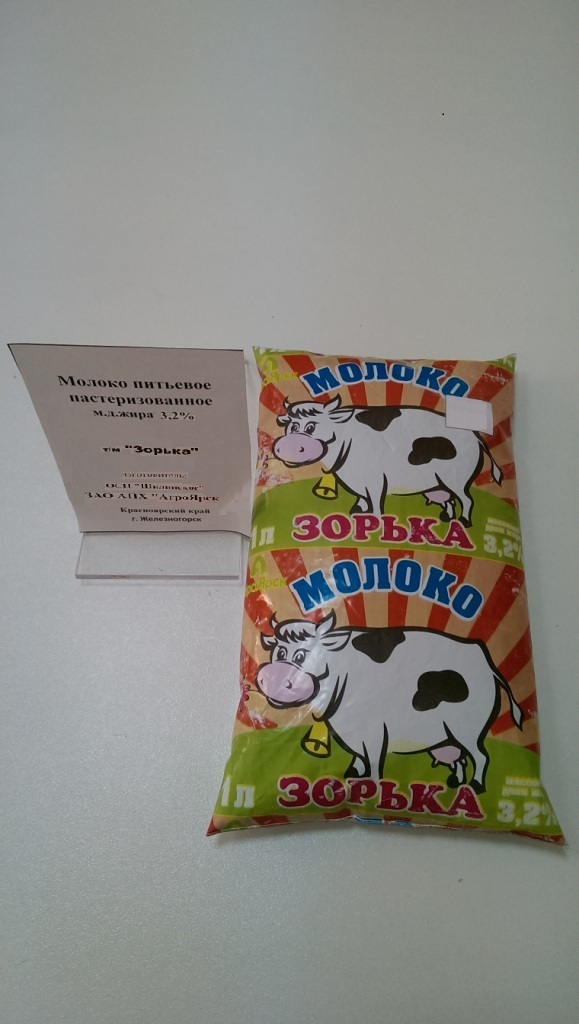 Молоко питьевое
пастеризованное
м.д.жира 3,2%
т/м "Зорька"
Изготовитель:
ЗАО АПХ "АгроЯрск
Красноярский край
г. Железногорск
МОЛОКО
1 л
ЗОРЬКА
3,2%
МОЛОКО
1 л
ЗОРЬКА
3,2%